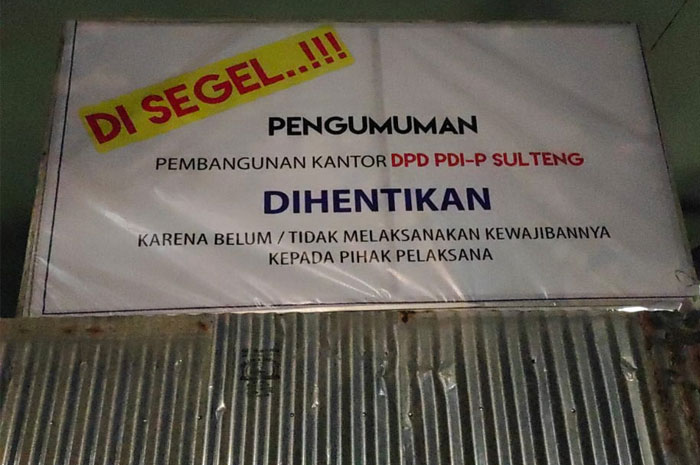 DI SEGEL..!!!
PENGUMUMAN
PEMBANGUNAN KANTOR DPD PDI-P SULTENG
DIHENTIKAN
KARENA BELUM / TIDAK MELAKSANAKAN KEWAJIBANNYA
KEPADA PIHAK PELAKSANA